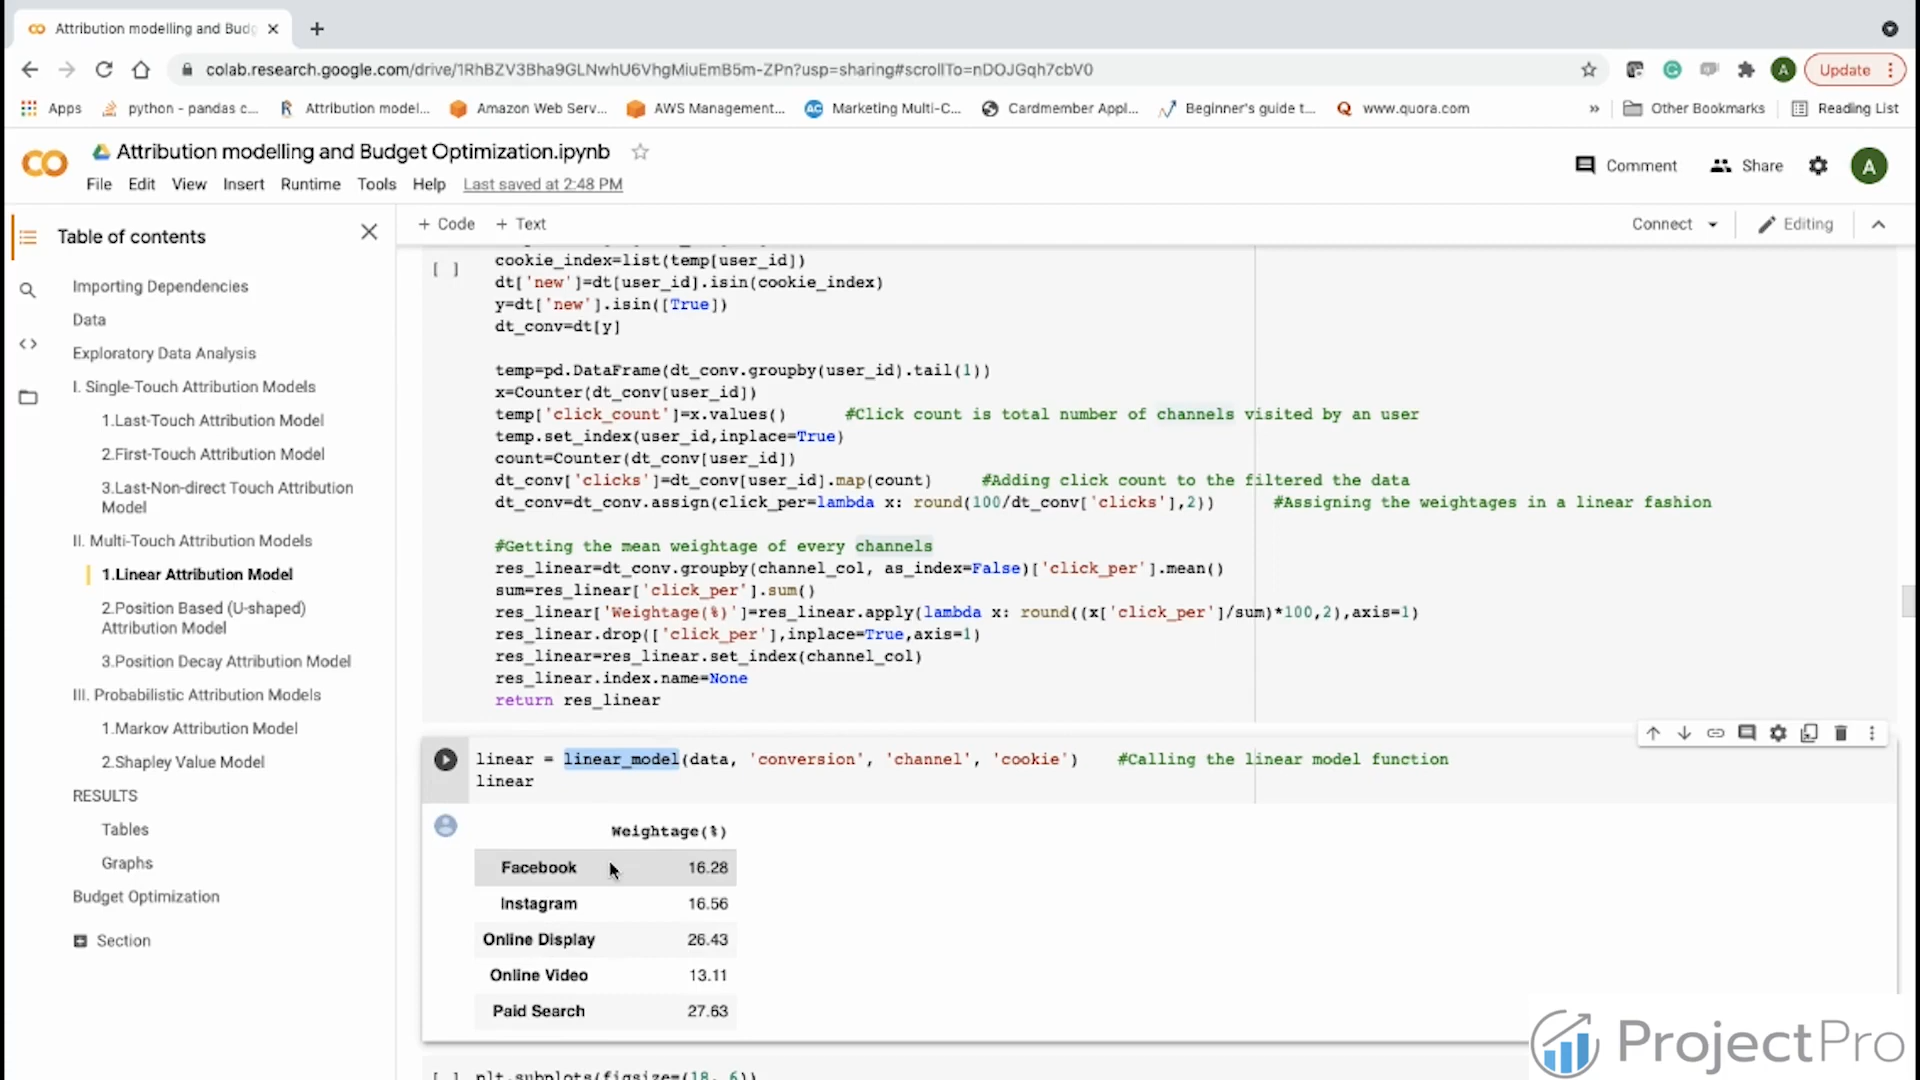 Attribution modelling and Bud
colab.research.google.com/drive/1RhBZV3Bha9GLNwhU6VhgMiuEmB5m-ZPn?usp=sharing#scrollTo=nDOJGqh7cbV0
A
Update
Apps
python - pandas c...
Attribution model...
Amazon Web Serv...
AWS Management...
AC
Marketing Multi-C...
Cardmember Appl...
Beginner's guide t...
www.quora.com
»
Other Bookmarks
Reading List
Attribution modelling and Budget Optimization.ipynb
File Edit View Insert Runtime Tools Help Last saved at 2:48 PM
Comment
Share
A
Table of contents
+ Code + Text
Connect
Editing
Importing Dependencies
Data
Exploratory Data Analysis
I. Single-Touch Attribution Models
1.Last-Touch Attribution Model
2.First-Touch Attribution Model
3.Last-Non-direct Touch Attribution
Model
II. Multi-Touch Attribution Models
1.Linear Attribution Model
2.Position Based (U-shaped)
Attribution Model
3.Position Decay Attribution Model
III. Probabilistic Attribution Models
1.Markov Attribution Model
2.Shapley Value Model
RESULTS
Tables
Graphs
Budget Optimization
Section
[ ]
cookie_index=list(temp[user_id])
dt['new']=dt[user_id].isin(cookie_index)
y=dt['new'].isin([True])
dt_conv=dt[y]
temp=pd.DataFrame(dt_conv.groupby(user_id).tail(1))
x=Counter(dt_conv[user_id])
temp['click_count']=x.values() #Click count is total number of channels visited by an user
temp.set_index(user_id,inplace=True)
count=Counter(dt_conv[user_id])
dt_conv['clicks']=dt_conv[user_id].map(count) #Adding click count to the filtered the data
dt_conv=dt_conv.assign(click_per=lambda x: round(100/dt_conv['clicks'],2)) #Assigning the weightages in a linear fashion
#Getting the mean weightage of every channels
res_linear=dt_conv.groupby(channel_col, as_index=False)['click_per'].mean()
sum=res_linear['click_per'].sum()
res_linear['Weightage(%)']=res_linear.apply(lambda x: round((x['click_per']/sum)*100,2),axis=1)
res_linear.drop(['click_per'],inplace=True,axis=1)
res_linear=res_linear.set_index(channel_col)
res_linear.index.name=None
return res_linear
linear = linear_model(data, 'conversion', 'channel', 'cookie') #Calling the linear model function
linear
Weightage(%)
Facebook 16.28
Instagram 16.56
Online Display 26.43
Online Video 13.11
Paid Search 27.63
[ ] plt.subplots(figsize=(18, 6))
ProjectPro